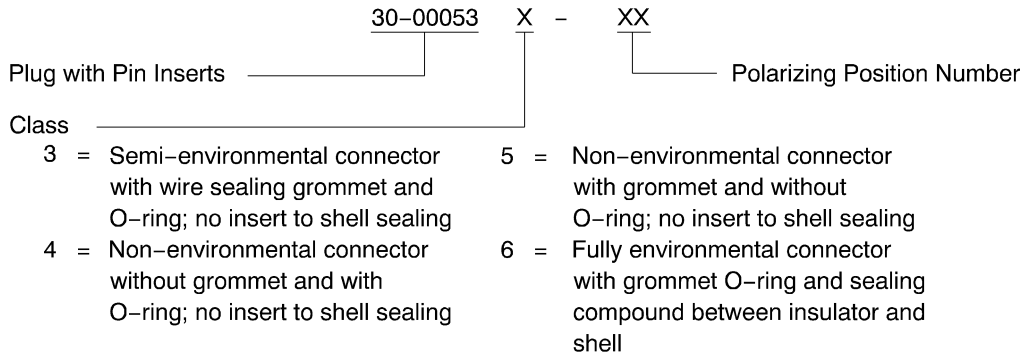 30-00053 X - XX
Plug with Pin Inserts
Polarizing Position Number
Class
3 = Semi-environmental connector
with wire sealing grommet and
O-ring; no insert to shell sealing
4 = Non-environmental connector
without grommet and with
O-ring; no insert to shell sealing
5 = Non-environmental connector
with grommet and without
O-ring; no insert to shell sealing
6 = Fully environmental connector
with grommet O-ring and sealing
compound between insulator and
shell